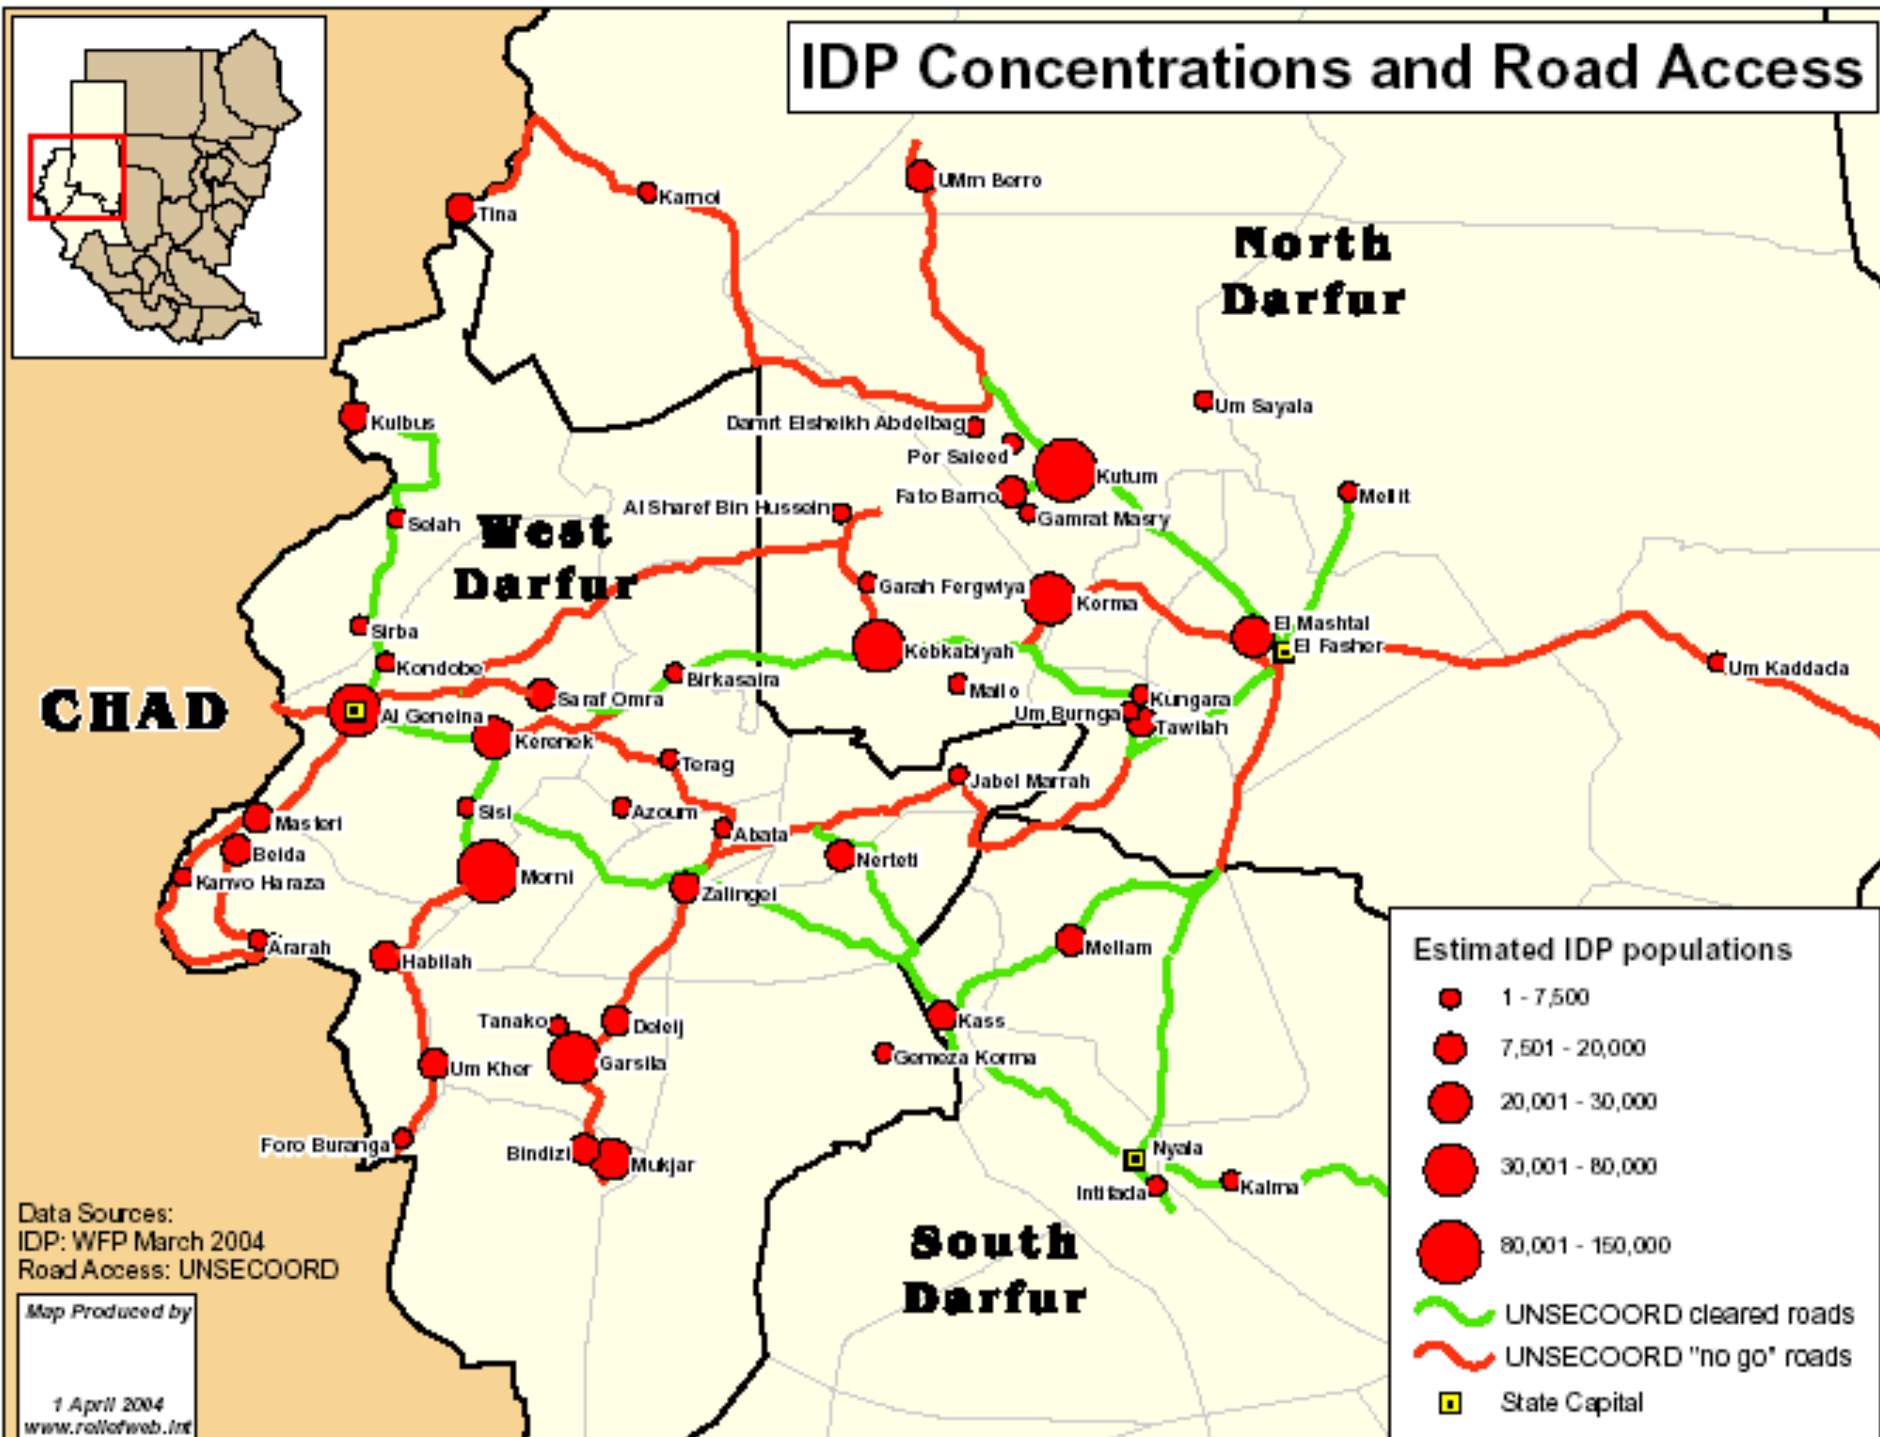 IDP Concentrations and Road Access
UMm Berro
Karnoi
Tina
North
Darfur
Um Sayala
Kulbus
Damrt Elsheikh Abdelbag
Por Saleed
Kutum
Fato Barno
Mellit
Al Sharef Bin Hussein
Gamrat Masry
Selah
West
Darfur
Garah Fergwiya
Korma
El Mashtal
El Fasher
Sirba
Kebkabiyah
Kondobe
Um Kaddada
Birkasaira
Mallo
Saraf Omra
Kungara
CHAD
Al Geneina
Um Burnga
Tawilah
Kerenek
Terag
Jabel Marrah
Sisi
Azoum
Masteri
Abata
Beida
Nerteti
Kanvo Haraza
Morni
Zalingei
Ararah
Habilah
Mellam
Tanako
Deleij
Kass
Gemeza Korma
Garsila
Um Kher
Foro Buranga
Bindizi
Mukjar
Nyala
Intifada
Kalma
South
Darfur
Data Sources:
IDP: WFP March 2004
Road Access: UNSECOORD
Map Produced by
1 April 2004
www.reliefweb.int
Estimated IDP populations
1 - 7,500
7,501 - 20,000
20,001 - 30,000
30,001 - 80,000
80,001 - 150,000
UNSECOORD cleared roads
UNSECOORD "no go" roads
State Capital